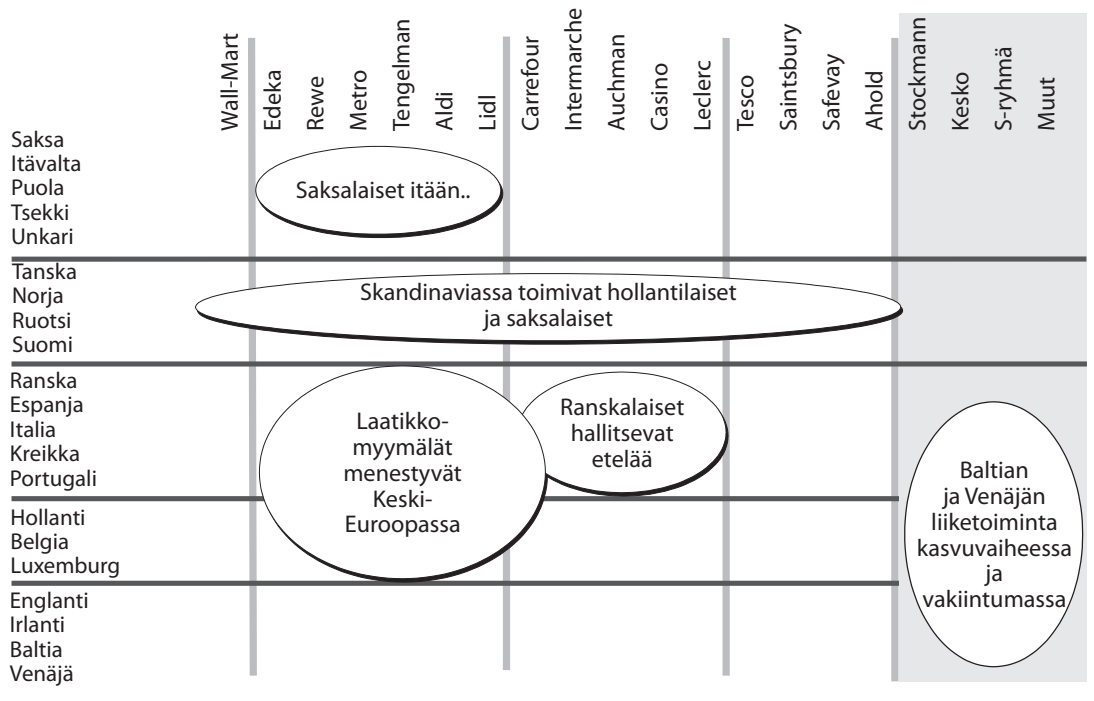 Wall-Mart
Edeka
Rewe
Metro
Tengelman
Aldi
Lidl
Carrefour
Intermarche
Auchman
Casino
Leclerc
Tesco
Saintsbury
Safevay
Ahold
Stockmann
Kesko
S-ryhmä
Muut
Saksa
Itävalta
Puola
Tsekki
Unkari
Saksalaiset itään..
Tanska
Norja
Ruotsi
Suomi
Skandinaviassa toimivat hollantilaiset
ja saksalaiset
Ranska
Espanja
Italia
Kreikka
Portugali
Laatikko-
myymälät
menestyvät
Keski-
Euroopassa
Ranskalaiset
hallitsevat
etelää
Hollanti
Belgia
Luxemburg
Baltian
ja Venäjän
liiketoiminta
kasvuvaiheessa
ja
vakiintumassa
Englanti
Irlanti
Baltia
Venäjä